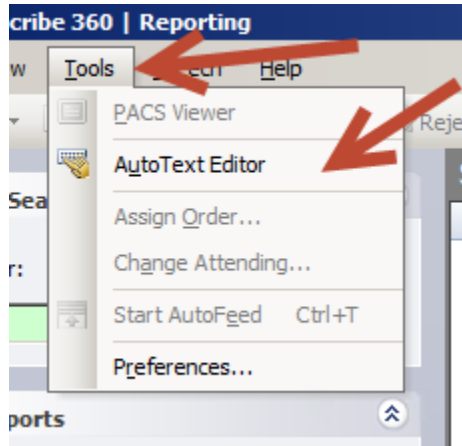 cribe 360 | Reporting
w Tools ech Help
PACS Viewer
Reje
AutoText Editor
Sea
Assign Order...
r:
Change Attending...
Start AutoFeed Ctrl+T
Preferences...
ports